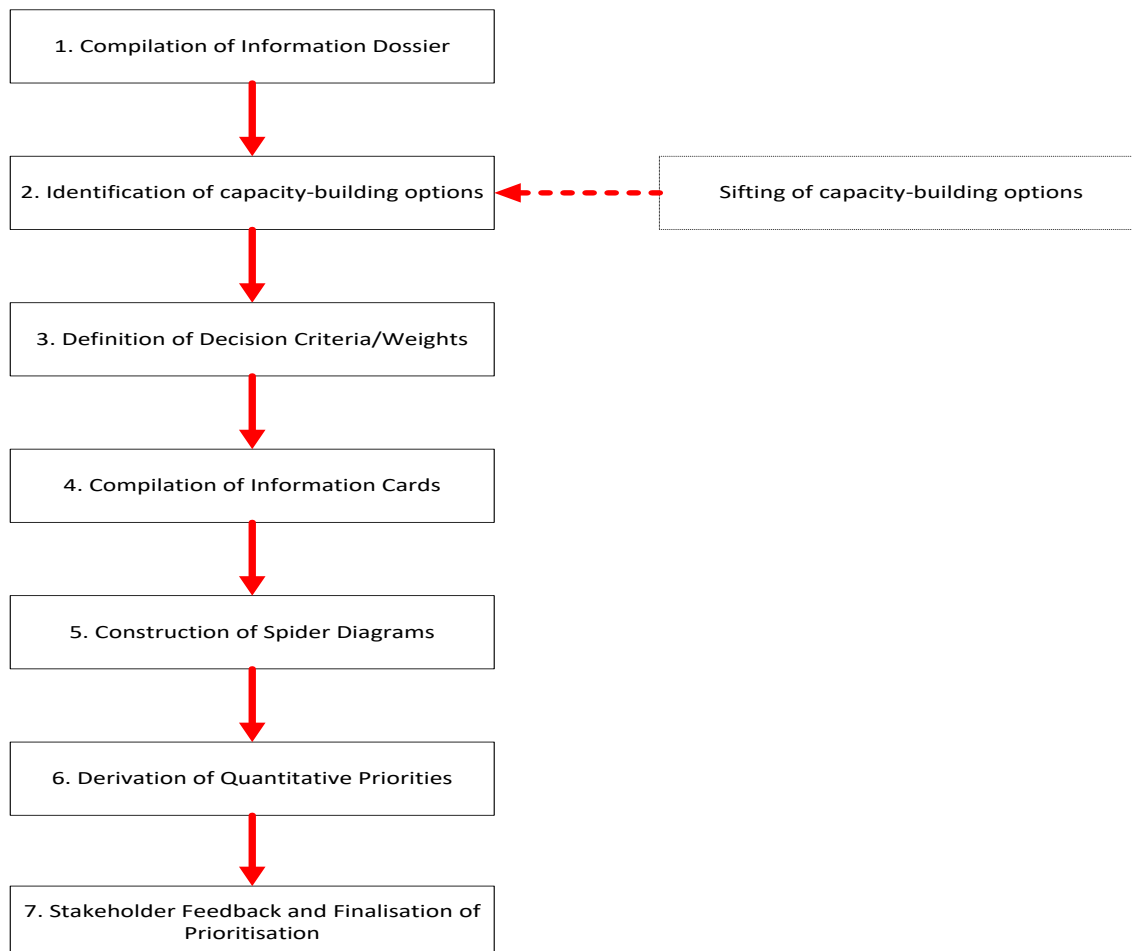 1. Compilation of Information Dossier
2. Identification of capacity-building options
Sifting of capacity-building options
3. Definition of Decision Criteria/Weights
4. Compilation of Information Cards
5. Construction of Spider Diagrams
6. Derivation of Quantitative Priorities
7. Stakeholder Feedback and Finalisation of
Prioritisation